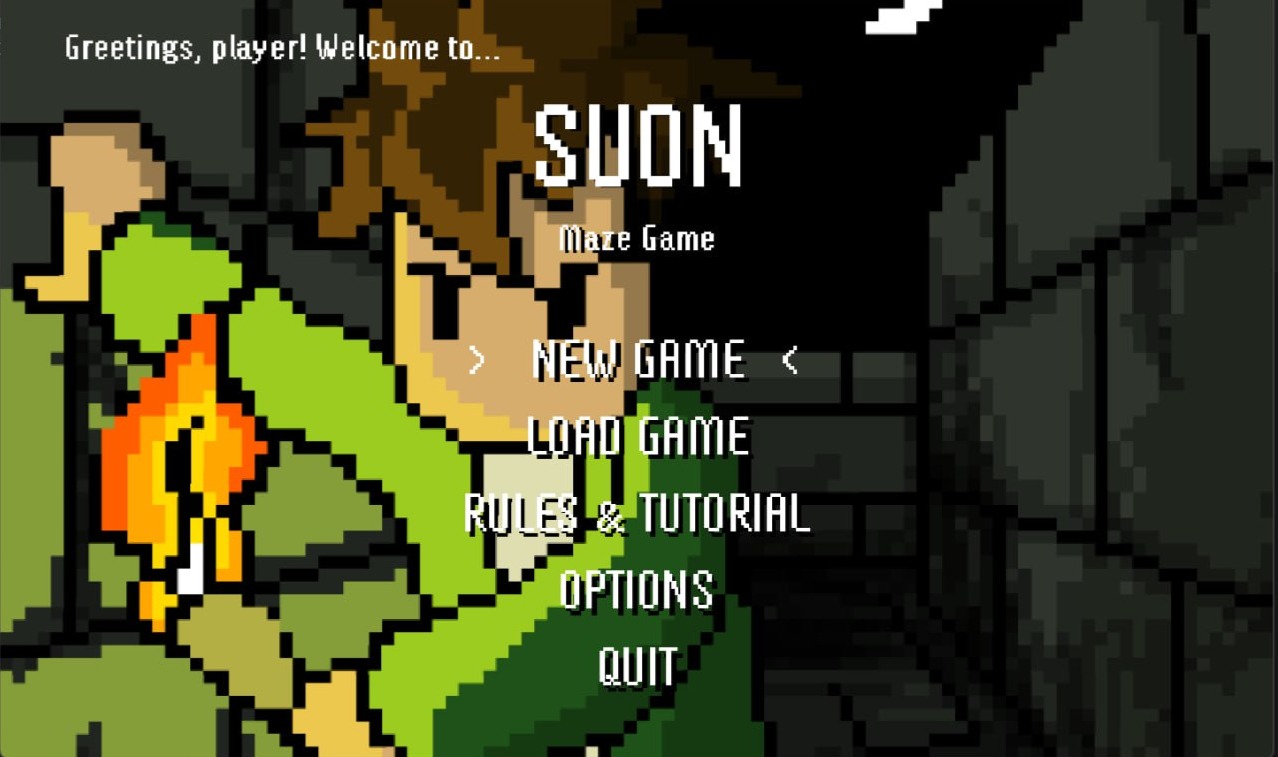 Greetings, player! Welcome to...
SUON
Maze Game
> NEW GAME <
LOAD GAME
RULES & TUTORIAL
OPTIONS
QUIT